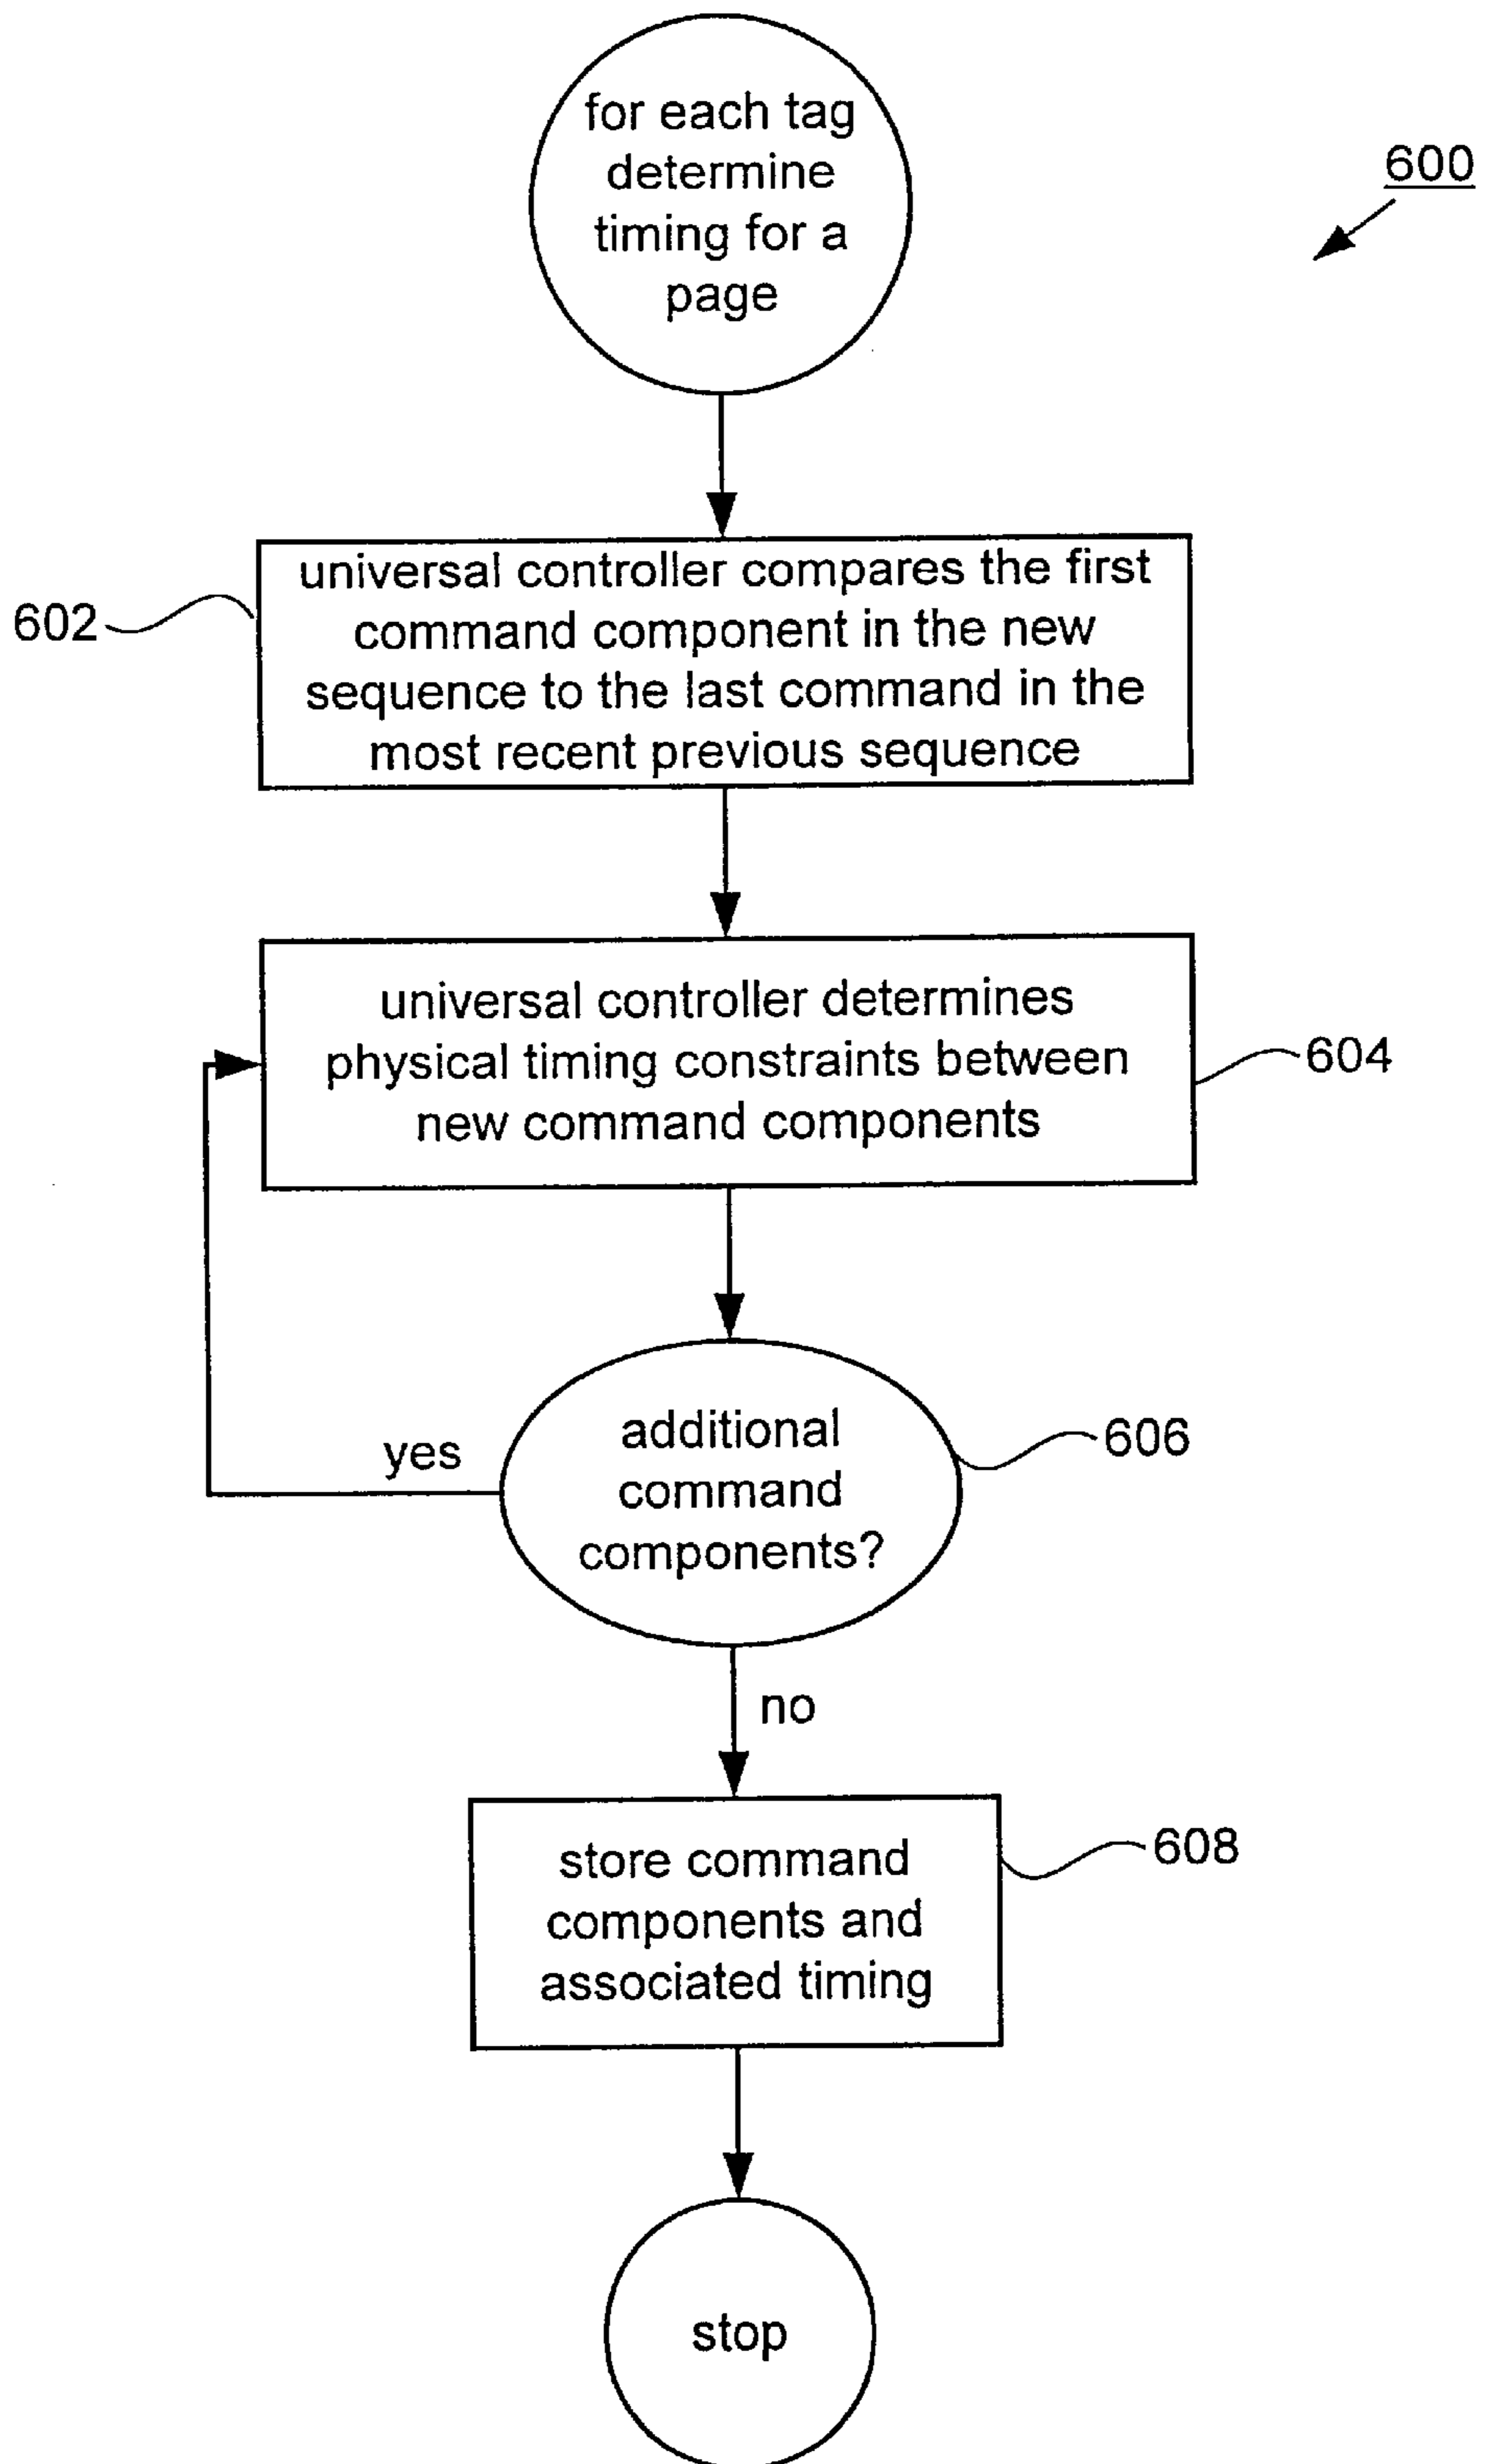 for each tag
determine
timing for a
page
600
universal controller compares the first
command component in the new
sequence to the last command in the
most recent previous sequence
602
universal controller determines
physical timing constraints between
new command components
604
additional
command
components?
606
yes
no
store command
components and
associated timing
608
stop